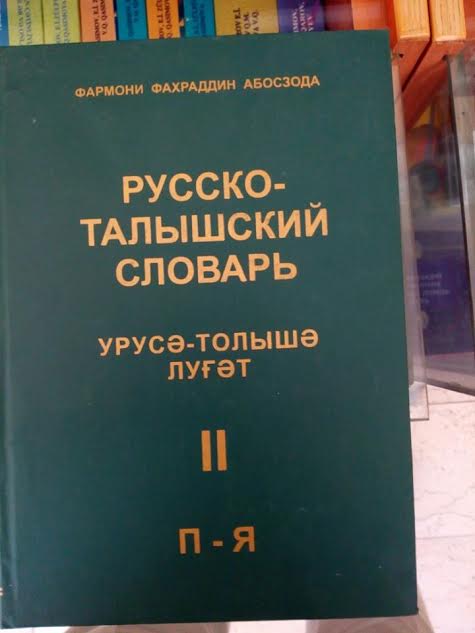 ФАРМОНИ ФАХРАДДИН АБОСЗОДА
РУССКО-
ТАЛЫШСКИЙ
СЛОВАРЬ
УРУСӘ-ТОЛЫШӘ
ЛУҒӘТ
II
П - Я